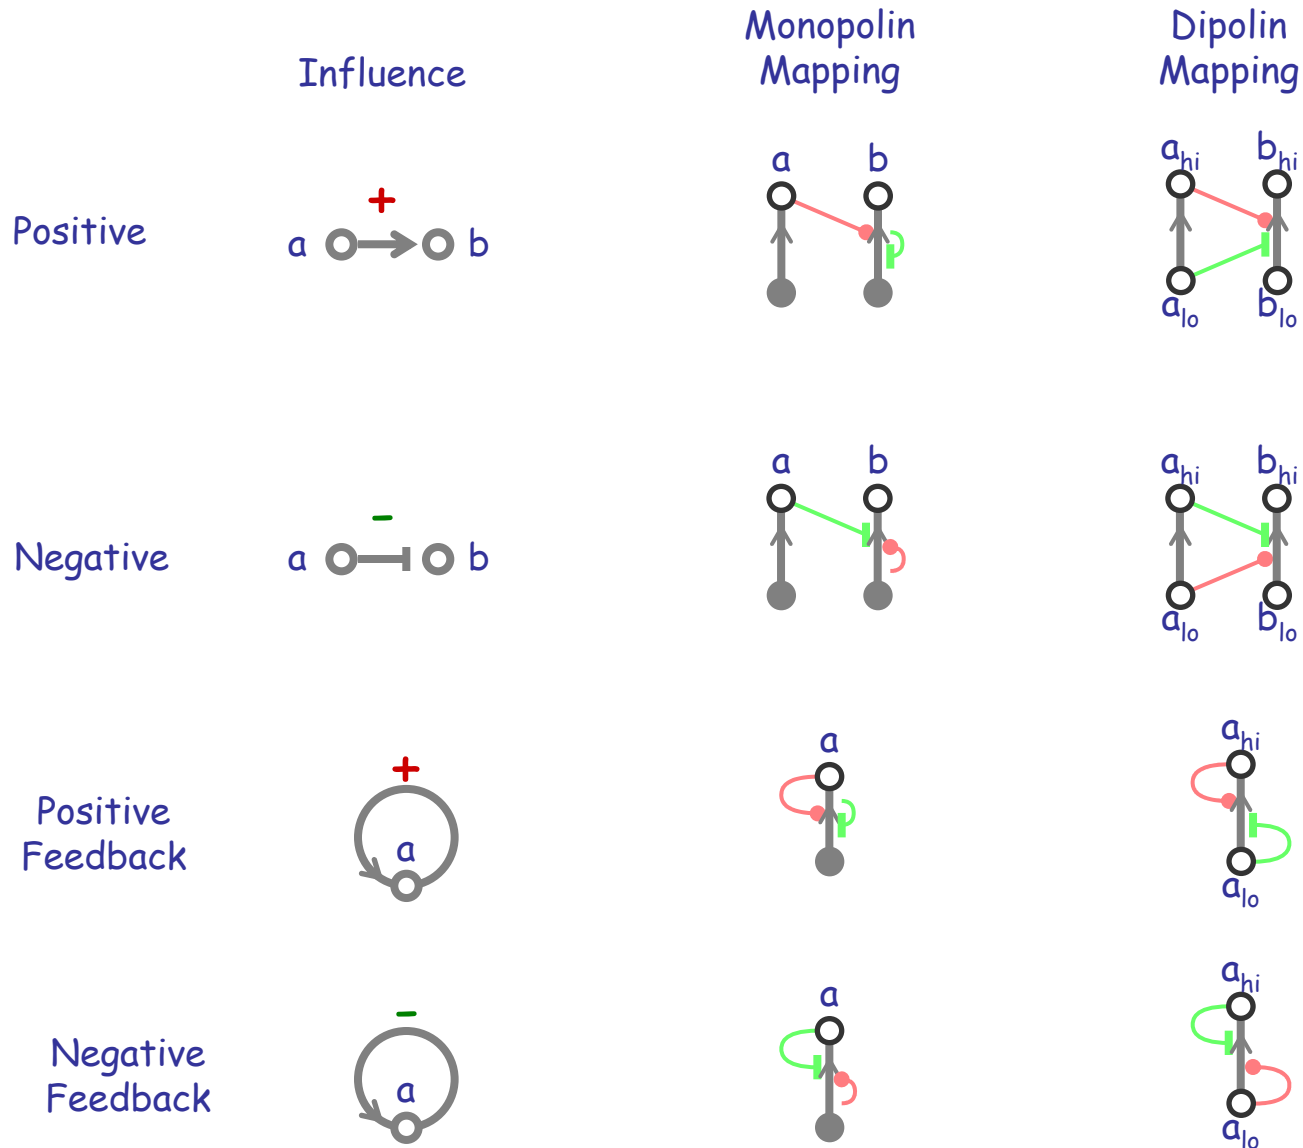 Influence
Monopolin
Mapping
Dipolin
Mapping
Positive
+
a
b
a
b
a_hi
b_hi
a_lo
b_lo
Negative
-
a
b
a
b
a_hi
b_hi
a_lo
b_lo
Positive
Feedback
+
a
a
a_hi
a_lo
Negative
Feedback
-
a
a
a_hi
a_lo